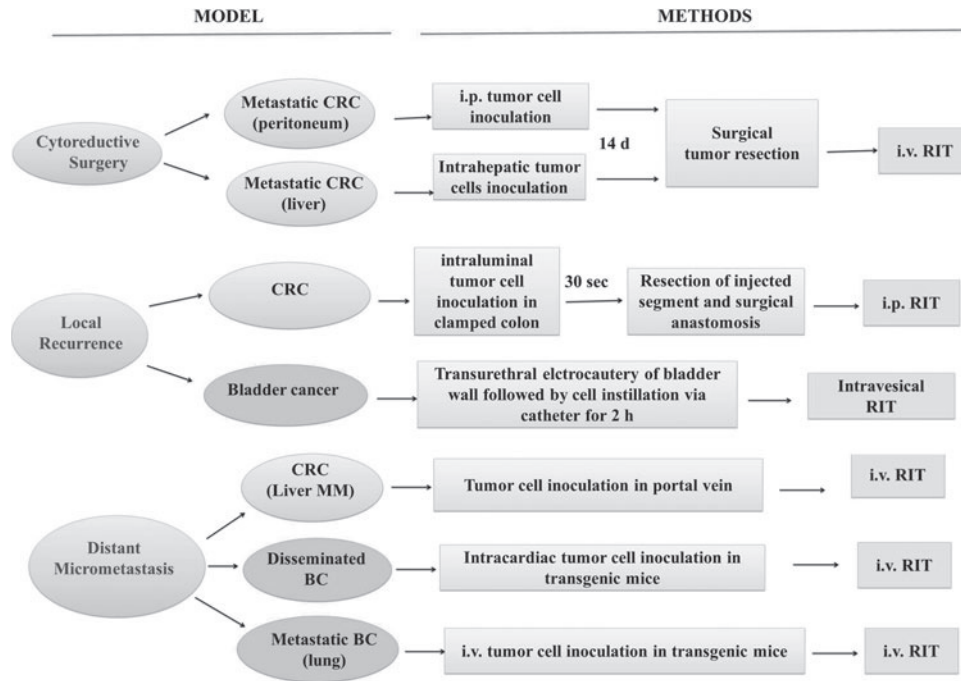 MODEL
METHODS
Cytoreductive
Surgery
Metastatic CRC
(peritoneum)
i.p. tumor cell
inoculation
Metastatic CRC
(liver)
Intrahepatic tumor
cells inoculation
14 d
Surgical
tumor resection
i.v. RIT
Local
Recurrence
CRC
intraluminal
tumor cell
inoculation in
clamped colon
30 sec
Resection of injected
segment and surgical
anastomosis
i.p. RIT
Bladder cancer
Transurethral elctrocautery of bladder
wall followed by cell instillation via
catheter for 2 h
Intravesical
RIT
Distant
Micrometastasis
CRC
(Liver MM)
Tumor cell inoculation in portal vein
i.v. RIT
Disseminated
BC
Intracardiac tumor cell inoculation in
transgenic mice
i.v. RIT
Metastatic BC
(lung)
i.v. tumor cell inoculation in transgenic mice
i.v. RIT